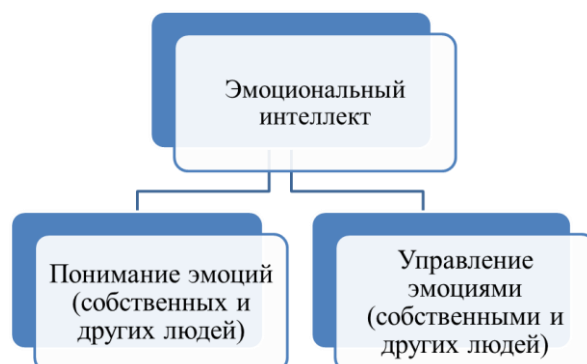 Эмоциональный
интеллект
Понимание эмоций
(собственных и
других людей)
Управление
эмоциями
(собственными и
других людей)